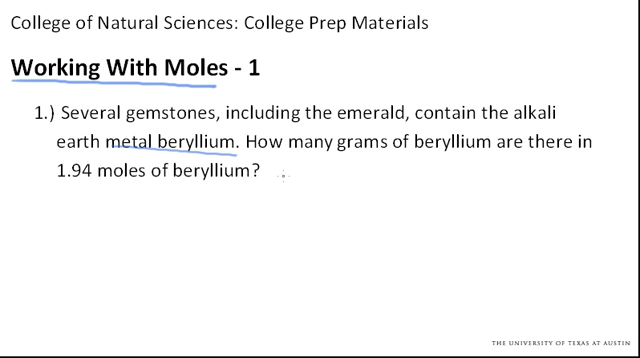 College of Natural Sciences: College Prep Materials
Working With Moles - 1
1.) Several gemstones, including the emerald, contain the alkali
earth metal beryllium. How many grams of beryllium are there in
1.94 moles of beryllium?
THE UNIVERSITY OF TEXAS AT AUSTIN